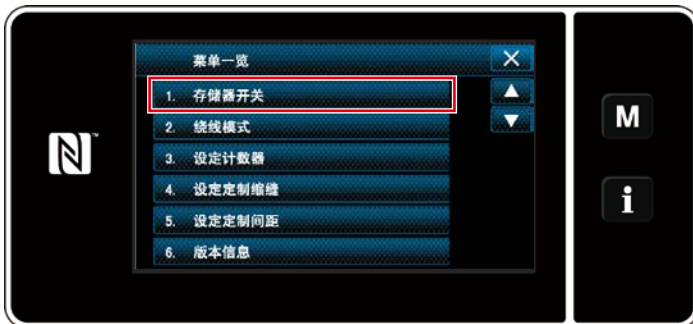 菜单一览
1. 存储器开关
2. 绕线模式
3. 设定计数器
4. 设定定制缩缝
5. 设定定制间距
6. 版本信息
M
i